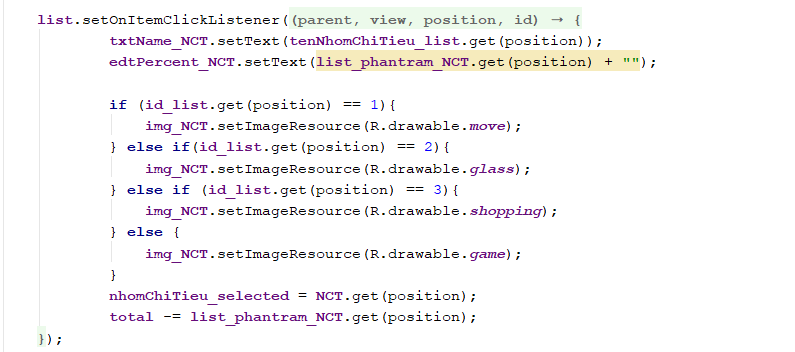 list.setOnItemClickListener((parent, view, position, id) → {
txtName_NCT.setText(tenNhomChiTieu_list.get(position));
edtPercent_NCT.setText(list_phantram_NCT.get(position) + "");
if (id_list.get(position) == 1){
img_NCT.setImageResource(R.drawable.move);
} else if(id_list.get(position) == 2){
img_NCT.setImageResource(R.drawable.glass);
} else if (id_list.get(position) == 3){
img_NCT.setImageResource(R.drawable.shopping);
} else {
img_NCT.setImageResource(R.drawable.game);
}
nhomChiTieu_selected = NCT.get(position);
total -= list_phantram_NCT.get(position);
});